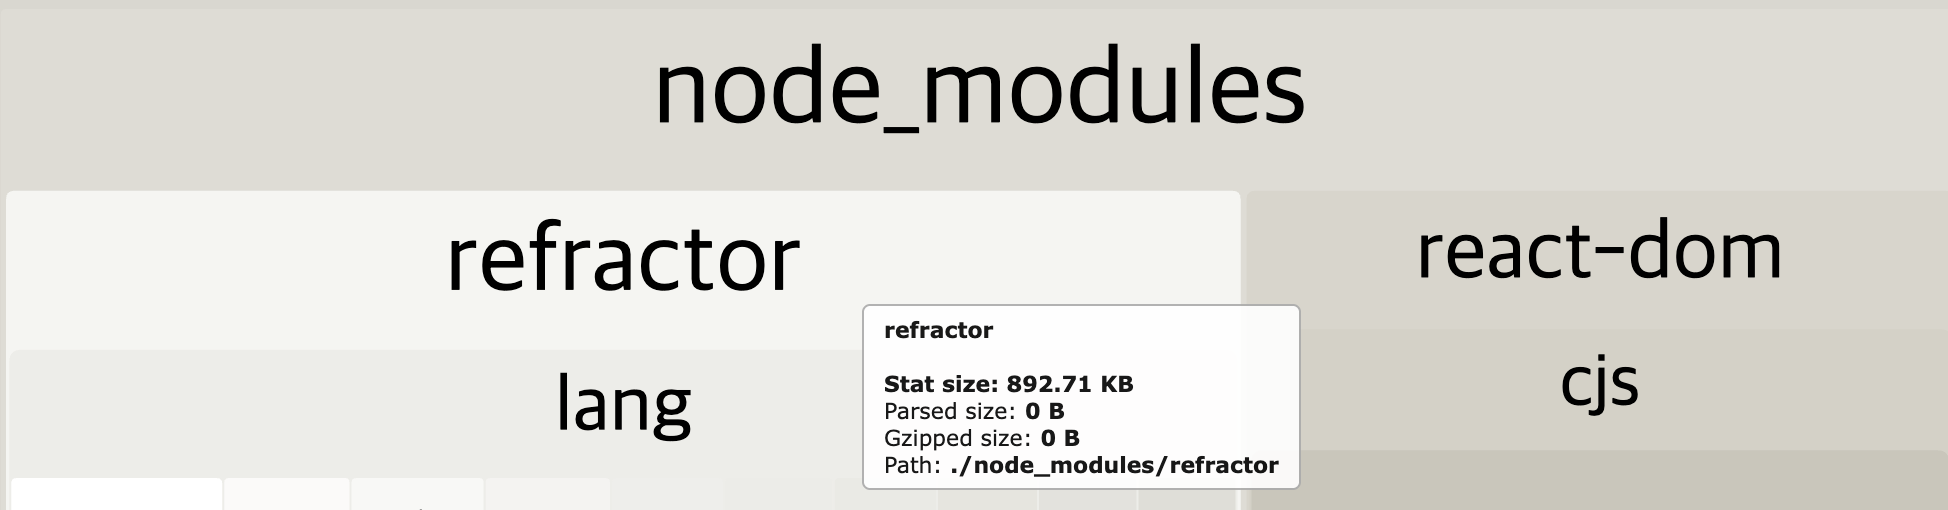 node_modules
refractor
react-dom
lang
cjs
refractor
Stat size: 892.71 KB
Parsed size: 0 B
Gzipped size: 0 B
Path: ./node_modules/refractor